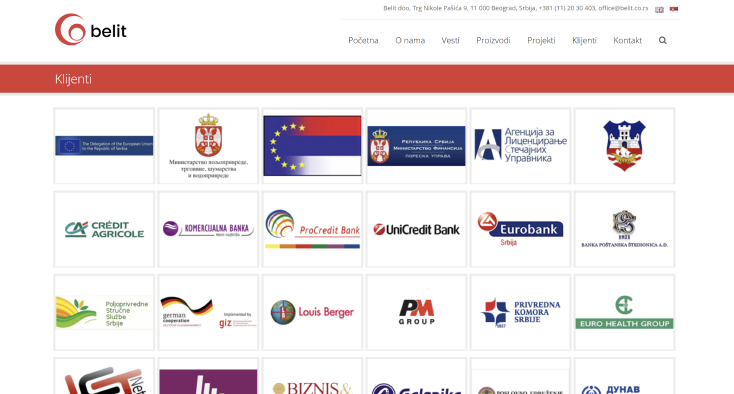 Belit doo, Trg Nikole Pašića 9, 11 000 Beograd, Srbija, +381 (11) 20 30 403, office@belit.co.rs
belit
Početna
O nama
Vesti
Proizvodi
Projekti
Klijenti
Kontakt
Klijenti
The Delegation of the European Union
to the Republic of Serbia
Министарство пољопривреде,
трговине, шумарства
и водопривреде
Република Србија
Министарство Финансија
ПОРЕСКА УПРАВА
Агенција за
Лиценцирање
Стечајних
Управника
CRÉDIT
AGRICOLE
KOMERCIJALNA BANKA
ProCredit Bank
UniCredit Bank
Eurobank
Srbija
BANKA POŠTANSKA ŠTEDIONICA A.D.
Poljoprivredne
Stručne
Službe
Srbije
german
cooperation
Implemented by
giz
Louis Berger
PM
GROUP
1857
PRIVREDNA
KOMORA
SRBIJE
EURO HEALTH GROUP
Net
BIZNIS&
Galenika
POSLOVNO UDRUŽENJE
ДУНАВ